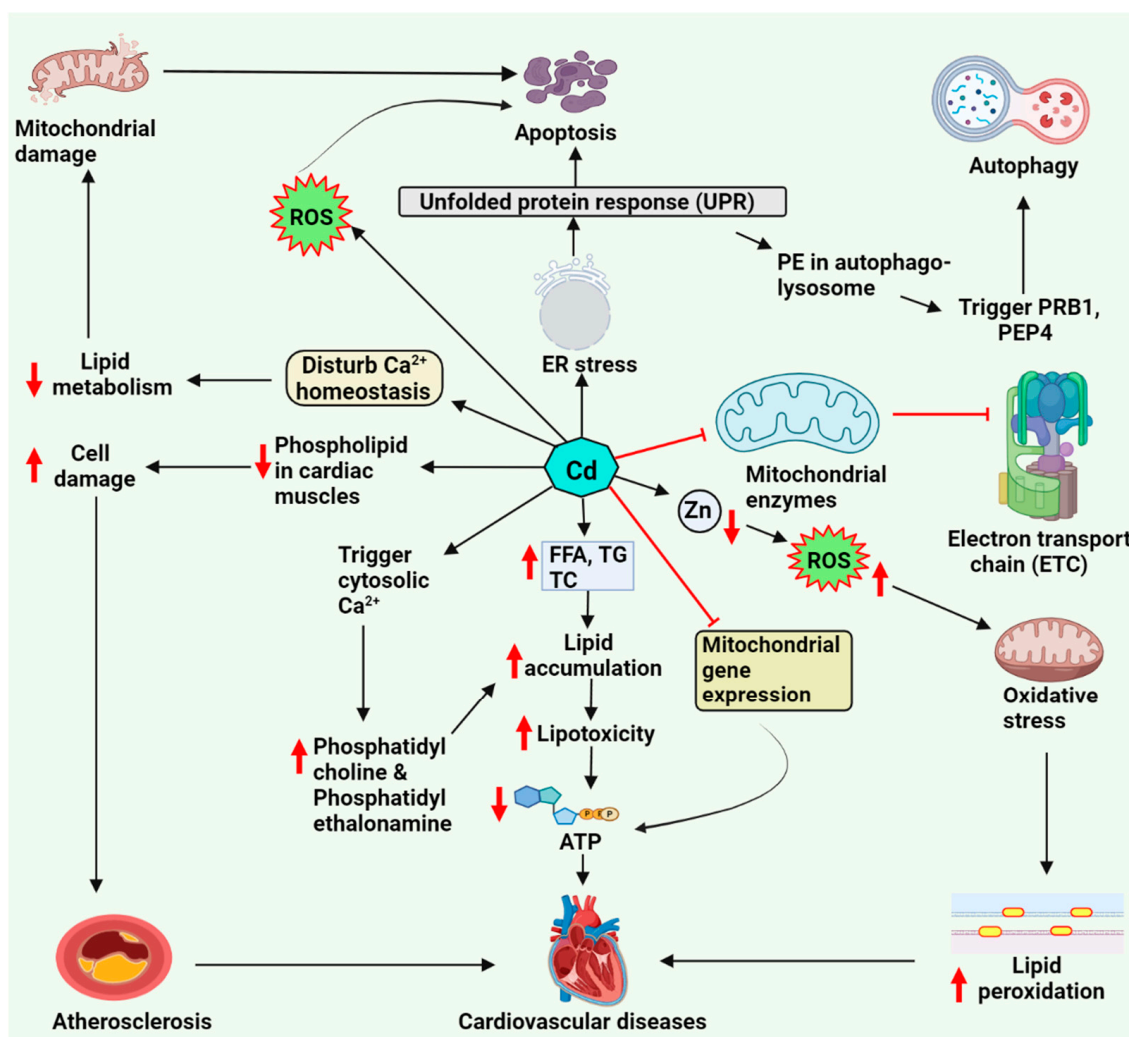 Mitochondrial
damage
Apoptosis
Autophagy
ROS
Unfolded protein response (UPR)
PE in autophago-
lysosome
Trigger PRB1,
PEP4
ER stress
Lipid
metabolism
Disturb Ca²⁺
homeostasis
Cell
damage
Phospholipid
in cardiac
muscles
Cd
Mitochondrial
enzymes
Zn
ROS
Electron transport
chain (ETC)
Trigger
cytosolic
Ca²⁺
FFA, TG
TC
Lipid
accumulation
Mitochondrial
gene
expression
Oxidative
stress
Lipotoxicity
Phosphatidyl
choline &
Phosphatidyl
ethalonamine
P P P
ATP
Lipid
peroxidation
Atherosclerosis
Cardiovascular diseases